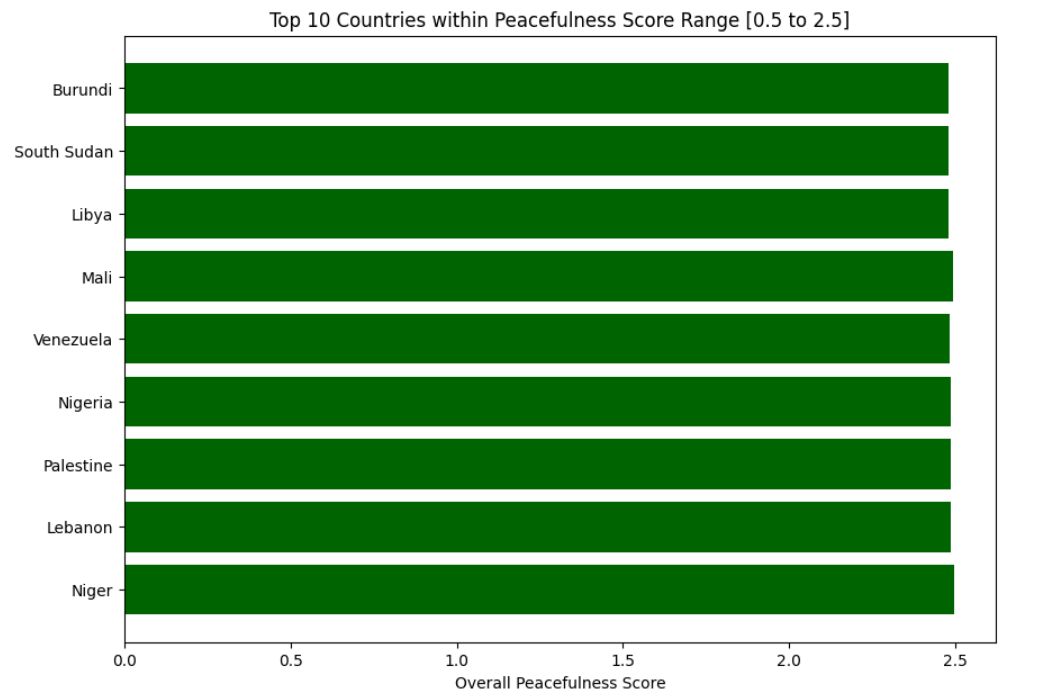 Top 10 Countries within Peacefulness Score Range [0.5 to 2.5]
Burundi
South Sudan
Libya
Mali
Venezuela
Nigeria
Palestine
Lebanon
Niger
0.0 0.5 1.0 1.5 2.0 2.5
Overall Peacefulness Score